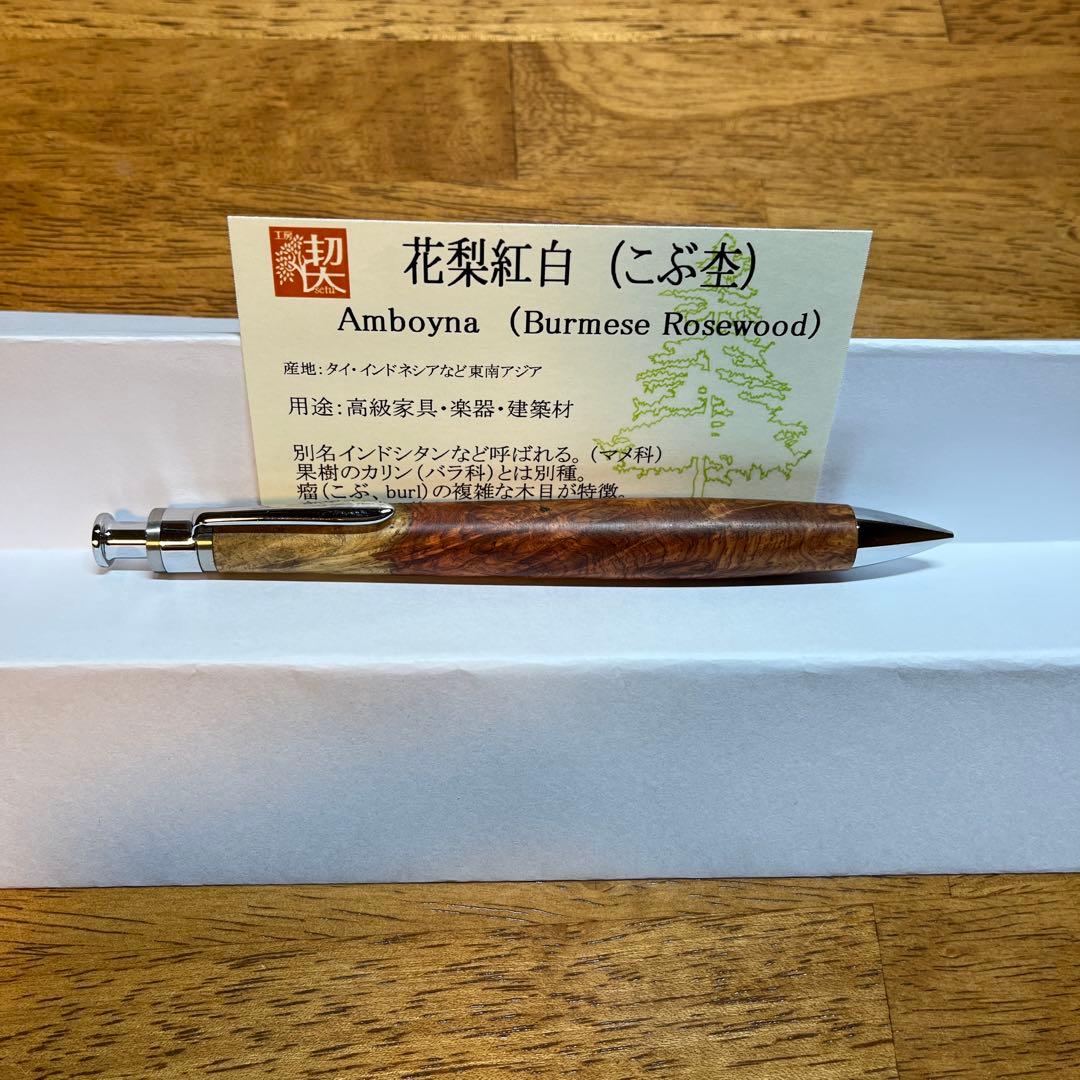 工房
楔
setu
花梨紅白 (こぶ杢)
Amboyna (Burmese Rosewood)
産地:タイ・インドネシアなど東南アジア
用途:高級家具・楽器・建築材
別名インドシタンなど呼ばれる。(マメ科)
果樹のカリン(バラ科)とは別種。
瘤(こぶ、burl)の複雑な木目が特徴。